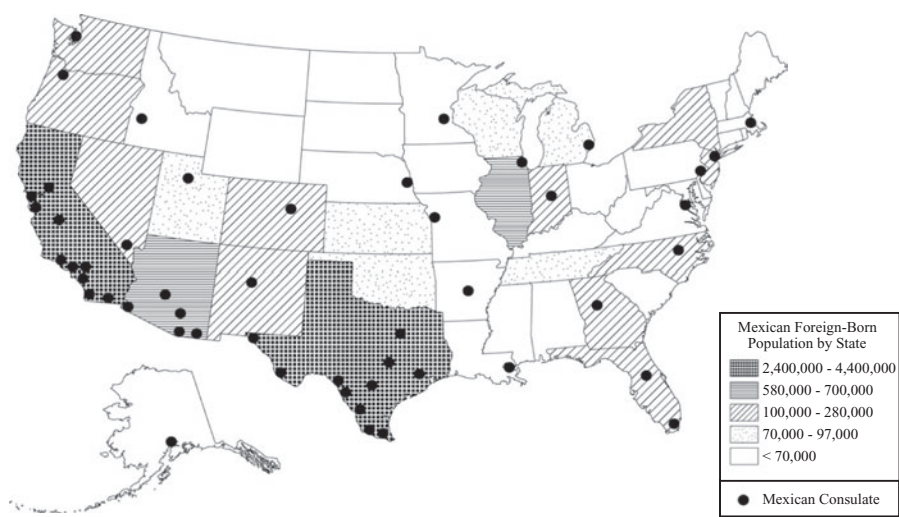 Mexican Foreign-Born
Population by State
2,400,000 - 4,400,000
580,000 - 700,000
100,000 - 280,000
70,000 - 97,000
< 70,000
Mexican Consulate